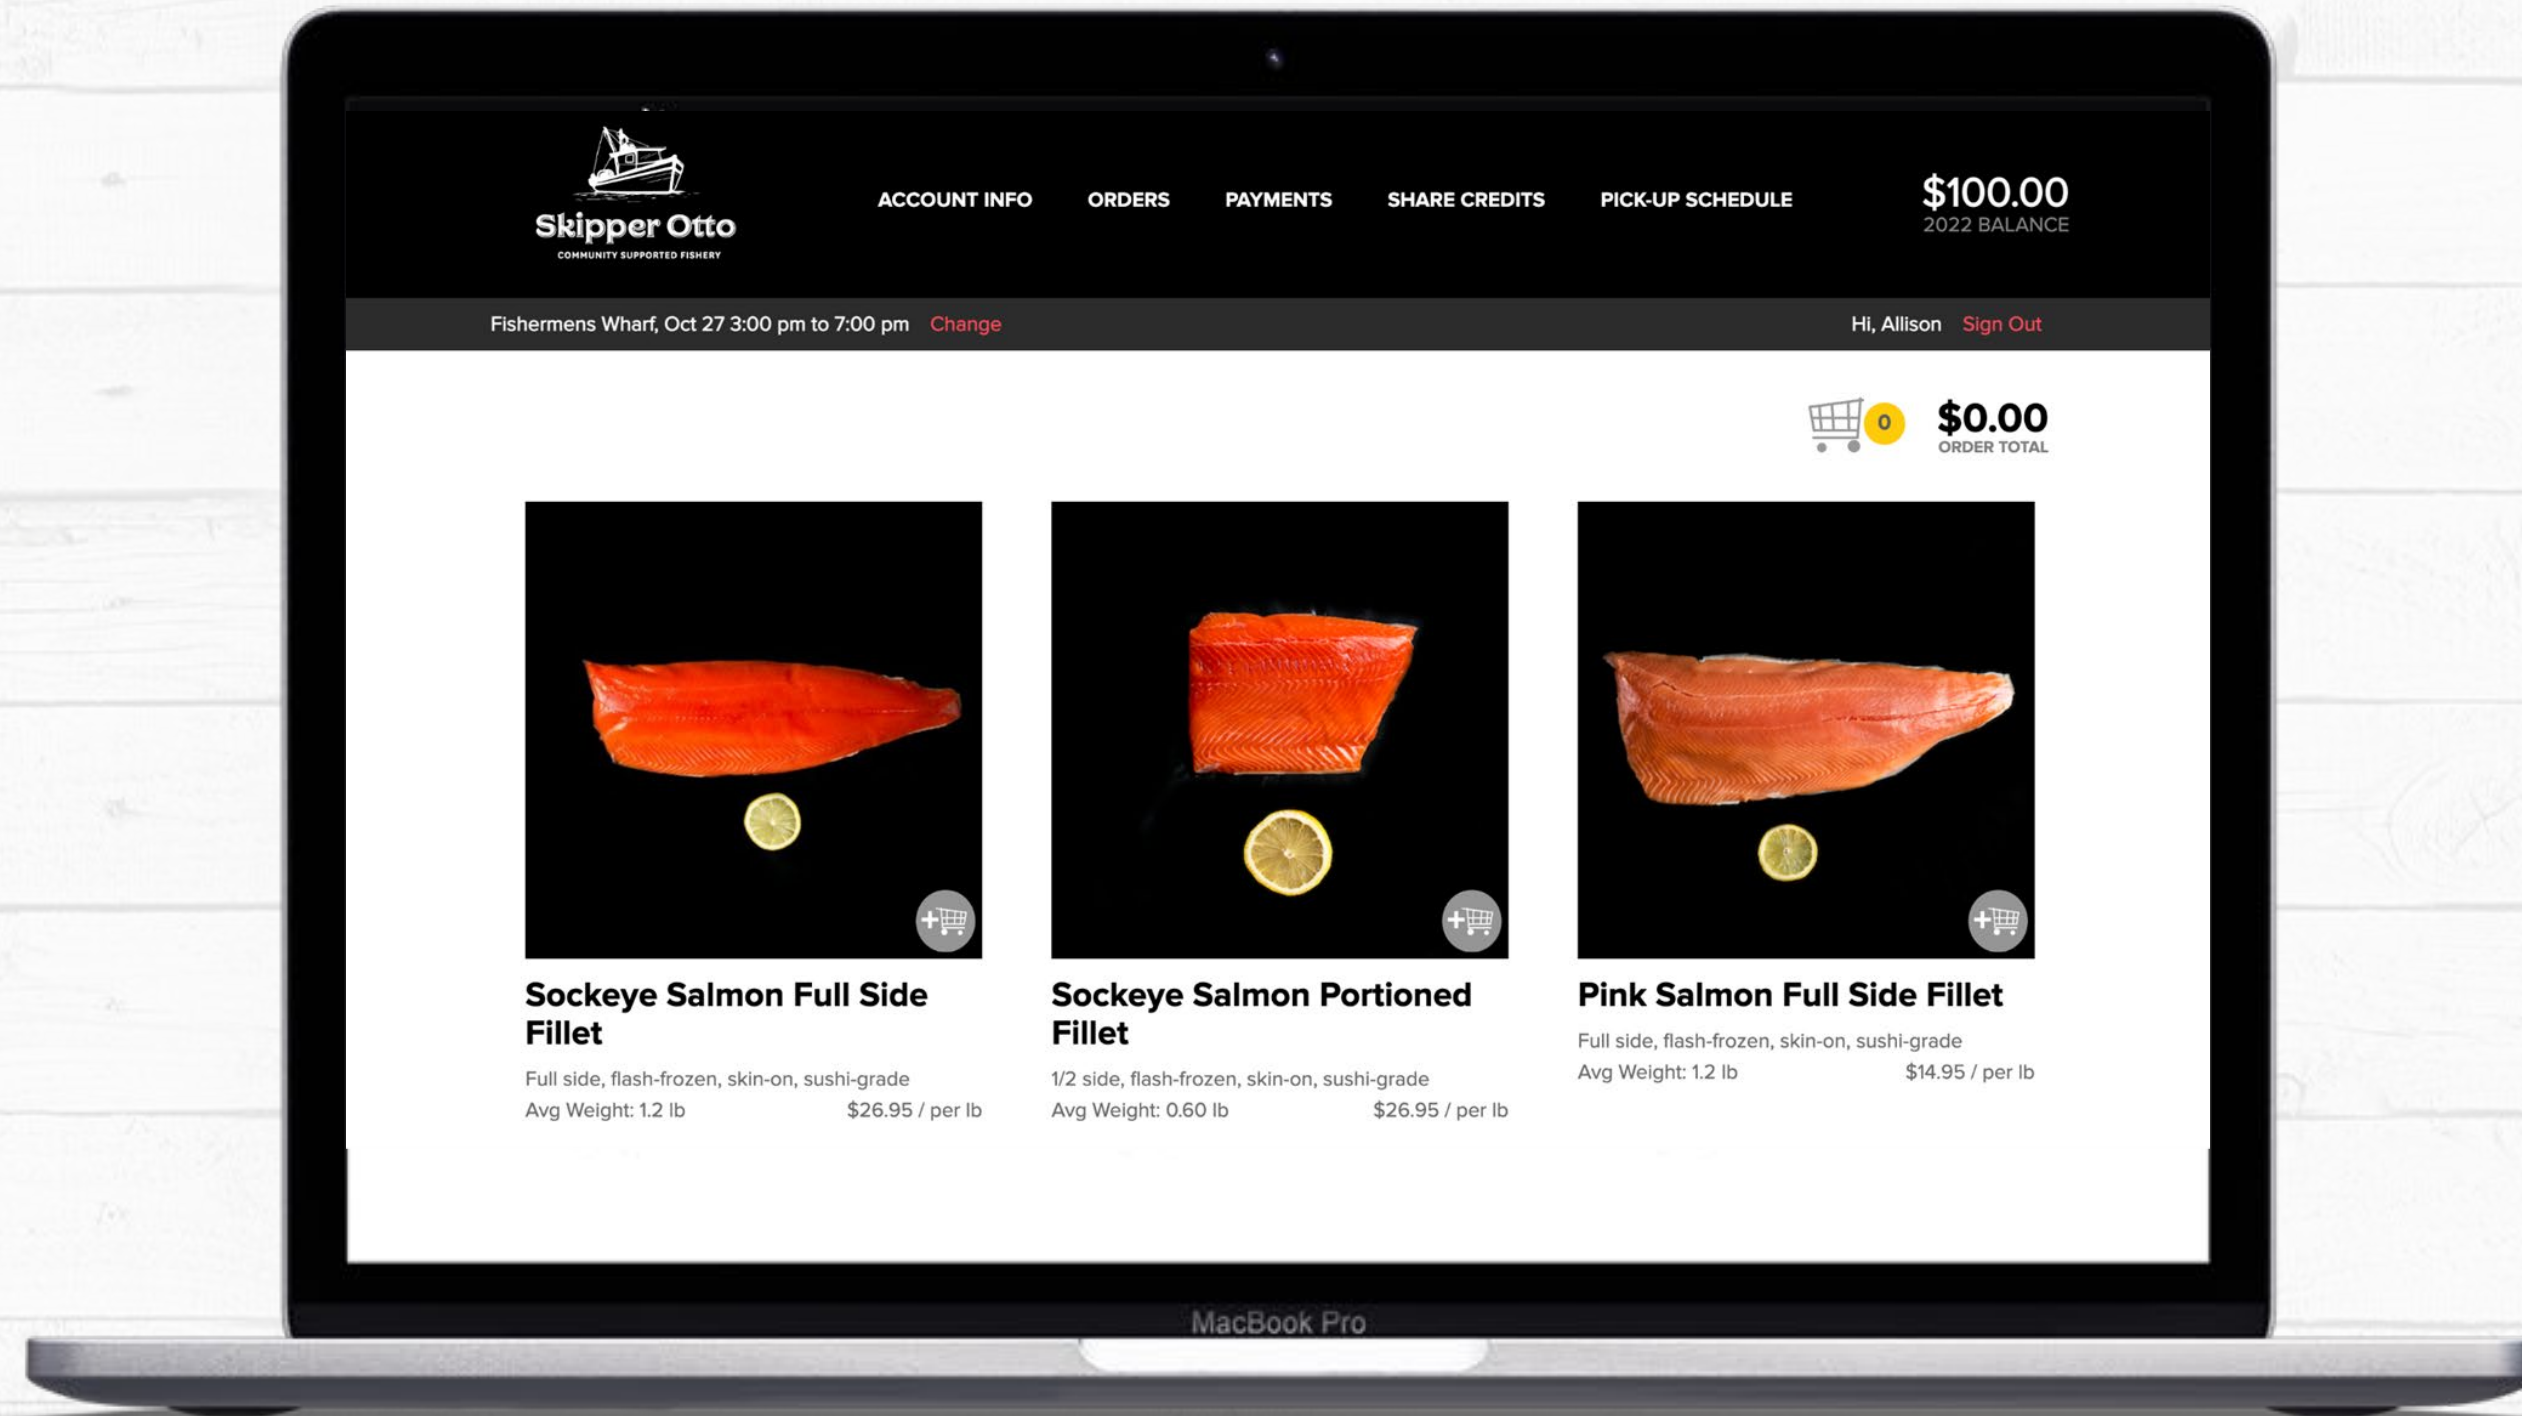 Skipper Otto
COMMUNITY SUPPORTED FISHERY
ACCOUNT INFO
ORDERS
PAYMENTS
SHARE CREDITS
PICK-UP SCHEDULE
$100.00
2022 BALANCE
Fishermens Wharf, Oct 27 3:00 pm to 7:00 pm Change
Hi, Allison Sign Out
0
$0.00
ORDER TOTAL
Sockeye Salmon Full Side
Fillet
Full side, flash-frozen, skin-on, sushi-grade
Avg Weight: 1.2 lb $26.95 / per lb
Sockeye Salmon Portioned
Fillet
1/2 side, flash-frozen, skin-on, sushi-grade
Avg Weight: 0.60 lb $26.95 / per lb
Pink Salmon Full Side Fillet
Full side, flash-frozen, skin-on, sushi-grade
Avg Weight: 1.2 lb $14.95 / per lb
MacBook Pro